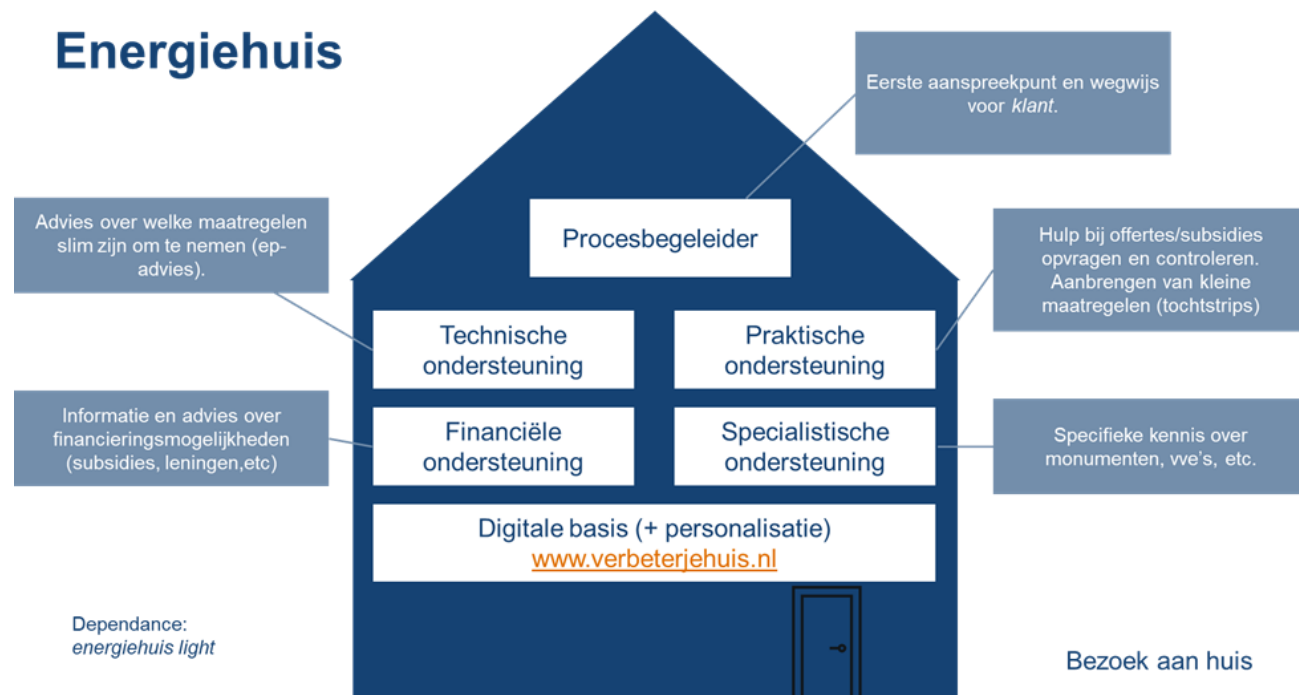 Energiehuis
Eerste aanspreekpunt en wegwijs
voor klant.
Procesbegeleider
Advies over welke maatregelen
slim zijn om te nemen (ep-
advies).
Technische
ondersteuning
Praktische
ondersteuning
Hulp bij offertes/subsidies
opvragen en controleren.
Aanbrengen van kleine
maatregelen (tochtstrips)
Informatie en advies over
financieringsmogelijkheden
(subsidies, leningen,etc)
Financiële
ondersteuning
Specialistische
ondersteuning
Specifieke kennis over
monumenten, vve's, etc.
Digitale basis (+ personalisatie)
www.verbeterjehuis.nl
Dependance:
energiehuis light
Bezoek aan huis